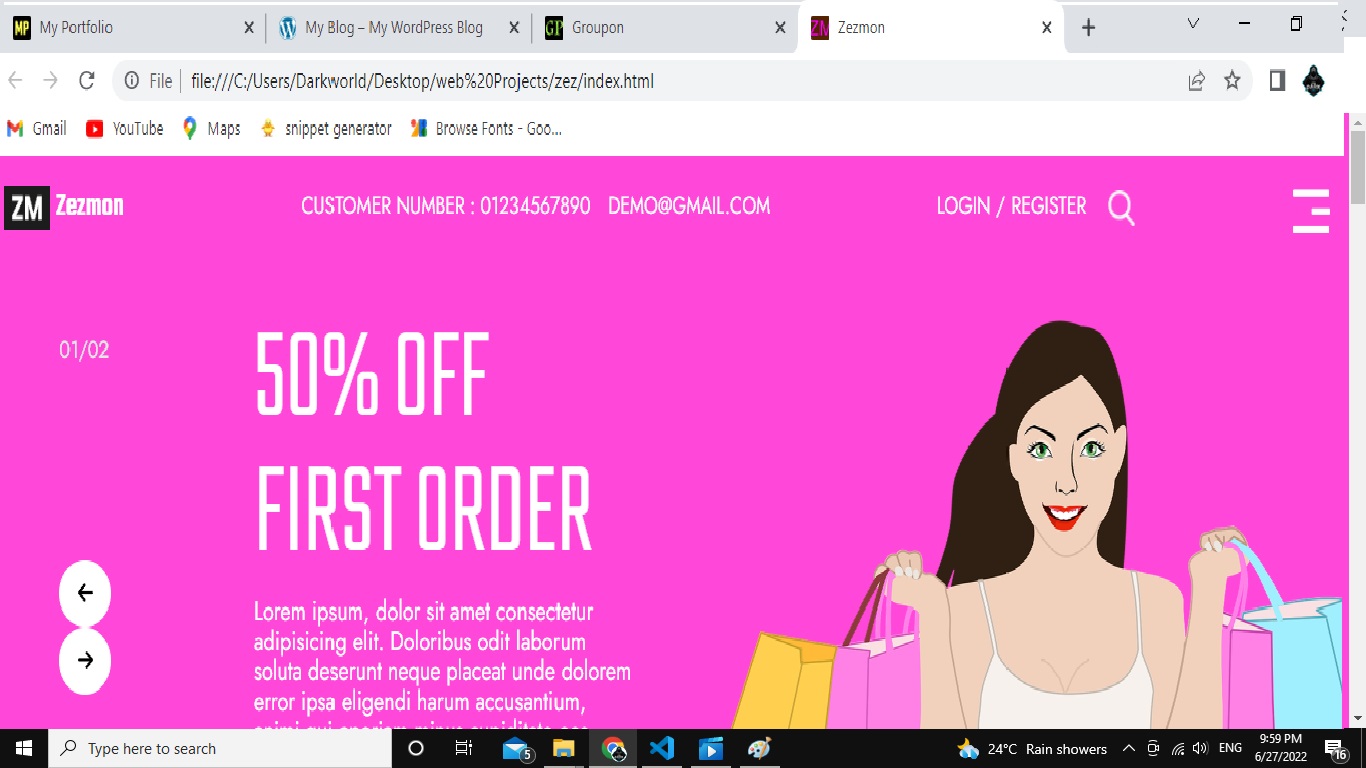 MP My Portfolio
My Blog – My WordPress Blog
GP Groupon
ZM Zezmon
File file:///C:/Users/Darkworld/Desktop/web%20Projects/zez/index.html
Gmail YouTube Maps snippet generator Browse Fonts - Goo...
ZM Zezmon
CUSTOMER NUMBER : 01234567890 DEMO@GMAIL.COM
LOGIN / REGISTER
01/02
50% OFF
FIRST ORDER
Lorem ipsum, dolor sit amet consectetur
adipisicing elit. Doloribus odit laborum
soluta deserunt neque placeat unde dolorem
error ipsa eligendi harum accusantium,
Type here to search
5
24°C Rain showers
ENG
9:59 PM
6/27/2022
16